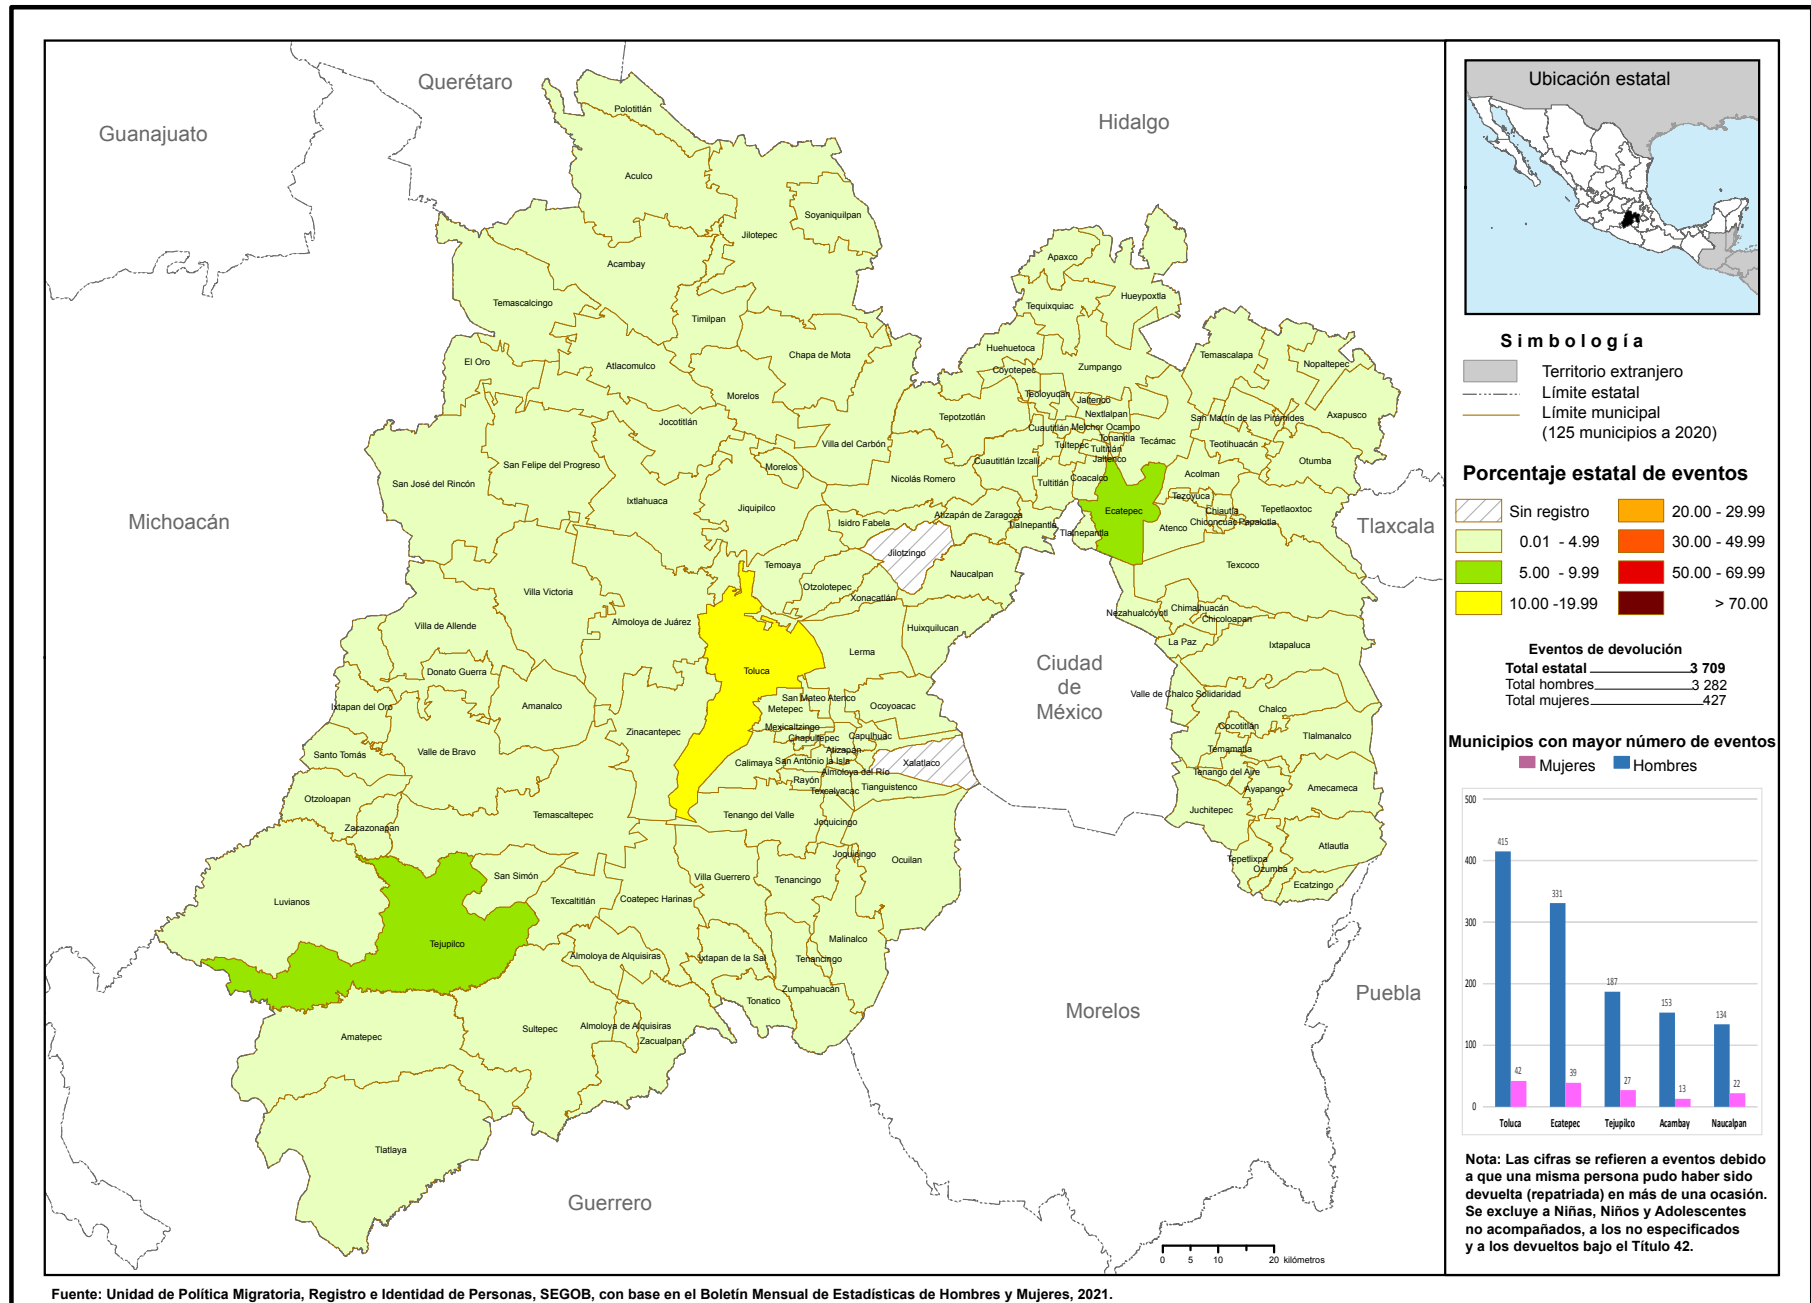 Querétaro
Guanajuato
Hidalgo
Michoacán
Tlaxcala
Ciudad
de
México
Morelos
Puebla
Guerrero
Polotitlán
Aculco
Soyaniquilpan
Jilotepec
Acambay
Temascalcingo
Timilpan
Chapa de Mota
El Oro
Atlacomulco
Morelos
Jocotitlán
Villa del Carbón
San Felipe del Progreso
San José del Rincón
Ixtlahuaca
Morelos
Jiquipilco
Nicolás Romero
Isidro Fabela
Jilotzingo
Temoaya
Otzolotepec
Xonacatlán
Naucalpan
Huixquilucan
Villa Victoria
Almoloya de Juárez
Villa de Allende
Donato Guerra
Toluca
Lerma
Ixtapan del Oro
Amanalco
San Mateo Atenco
Metepec
Ocoyoacac
Zinacantepec
Mexicaltzingo
Chapultepec
Capulhuac
Atizapán
Valle de Bravo
Santo Tomás
Calimaya
San Antonio la Isla
Xalatlaco
Almoloya del Río
Rayón
Texcalyacac
Tianguistenco
Otzoloapan
Zacazonapan
Temascaltepec
Tenango del Valle
Joquicingo
Joquicingo
Ocuilan
San Simón
Villa Guerrero
Tenancingo
Luvianos
Texcaltitlán
Coatepec Harinas
Tejupilco
Malinalco
Almoloya de Alquisiras
Ixtapan de la Sal
Tenancingo
Zumpahuacán
Tonatico
Amatepec
Sultepec
Almoloya de Alquisiras
Zacualpan
Tlatlaya
Apaxco
Hueypoxtla
Tequixquiac
Huehuetoca
Coyotepec
Zumpango
Temascalapa
Nopaltepec
Teoloyucan
Jaltenco
Nextlalpan
Tepotzotlán
San Martín de las Pirámides
Axapusco
Cuautitlán
Melchor Ocampo
Tonanitla
Tultepec
Tultitlán
Jaltenco
Tecámac
Teotihuacán
Otumba
Cuautitlán Izcalli
Tultitlán
Coacalco
Acolman
Ecatepec
Tezoyuca
Chiautla
Chiconcuac
Papalotla
Tepetlaoxtoc
Atizapán de Zaragoza
Tlalnepantla
Tlalnepantla
Atenco
Texcoco
Nezahualcóyotl
Chimalhuacán
Chicoloapan
La Paz
Ixtapaluca
Valle de Chalco Solidaridad
Chalco
Cocotitlán
Temamatla
Tlalmanalco
Tenango del Aire
Ayapango
Amecameca
Juchitepec
Atlautla
Tepetlixpa
Ozumba
Ecatzingo
0 5 10 20 kilómetros
Ubicación estatal
Simbología
Territorio extranjero
Límite estatal
Límite municipal
(125 municipios a 2020)
Porcentaje estatal de eventos
Sin registro 20.00 - 29.99
0.01 - 4.99 30.00 - 49.99
5.00 - 9.99 50.00 - 69.99
10.00 -19.99 > 70.00
Eventos de devolución
Total estatal 3 709
Total hombres 3 282
Total mujeres 427
Municipios con mayor número de eventos
Mujeres Hombres
500
400
300
200
100
0
415 42
331 39
187 27
153 13
134 22
Toluca Ecatepec Tejupilco Acambay Naucalpan
Nota: Las cifras se refieren a eventos debido
a que una misma persona pudo haber sido
devuelta (repatriada) en más de una ocasión.
Se excluye a Niñas, Niños y Adolescentes
no acompañados, a los no especificados
y a los devueltos bajo el Título 42.
Fuente: Unidad de Política Migratoria, Registro e Identidad de Personas, SEGOB, con base en el Boletín Mensual de Estadísticas de Hombres y Mujeres, 2021.